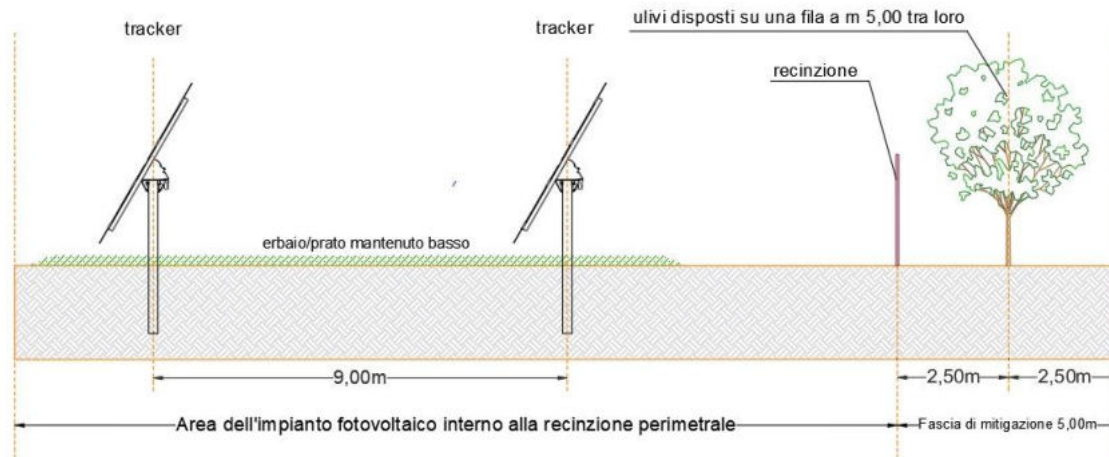 ulivi disposti su una fila a m 5,00 tra loro
tracker
tracker
recinzione
erbaio/prato mantenuto basso
9,00m
2,50m
2,50m
Area dell'impianto fotovoltaico interno alla recinzione perimetrale
Fascia di mitigazione 5,00m